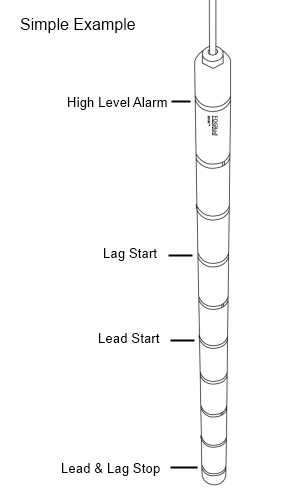 Simple Example
High Level Alarm
Lag Start
Lead Start
Lead & Lag Stop